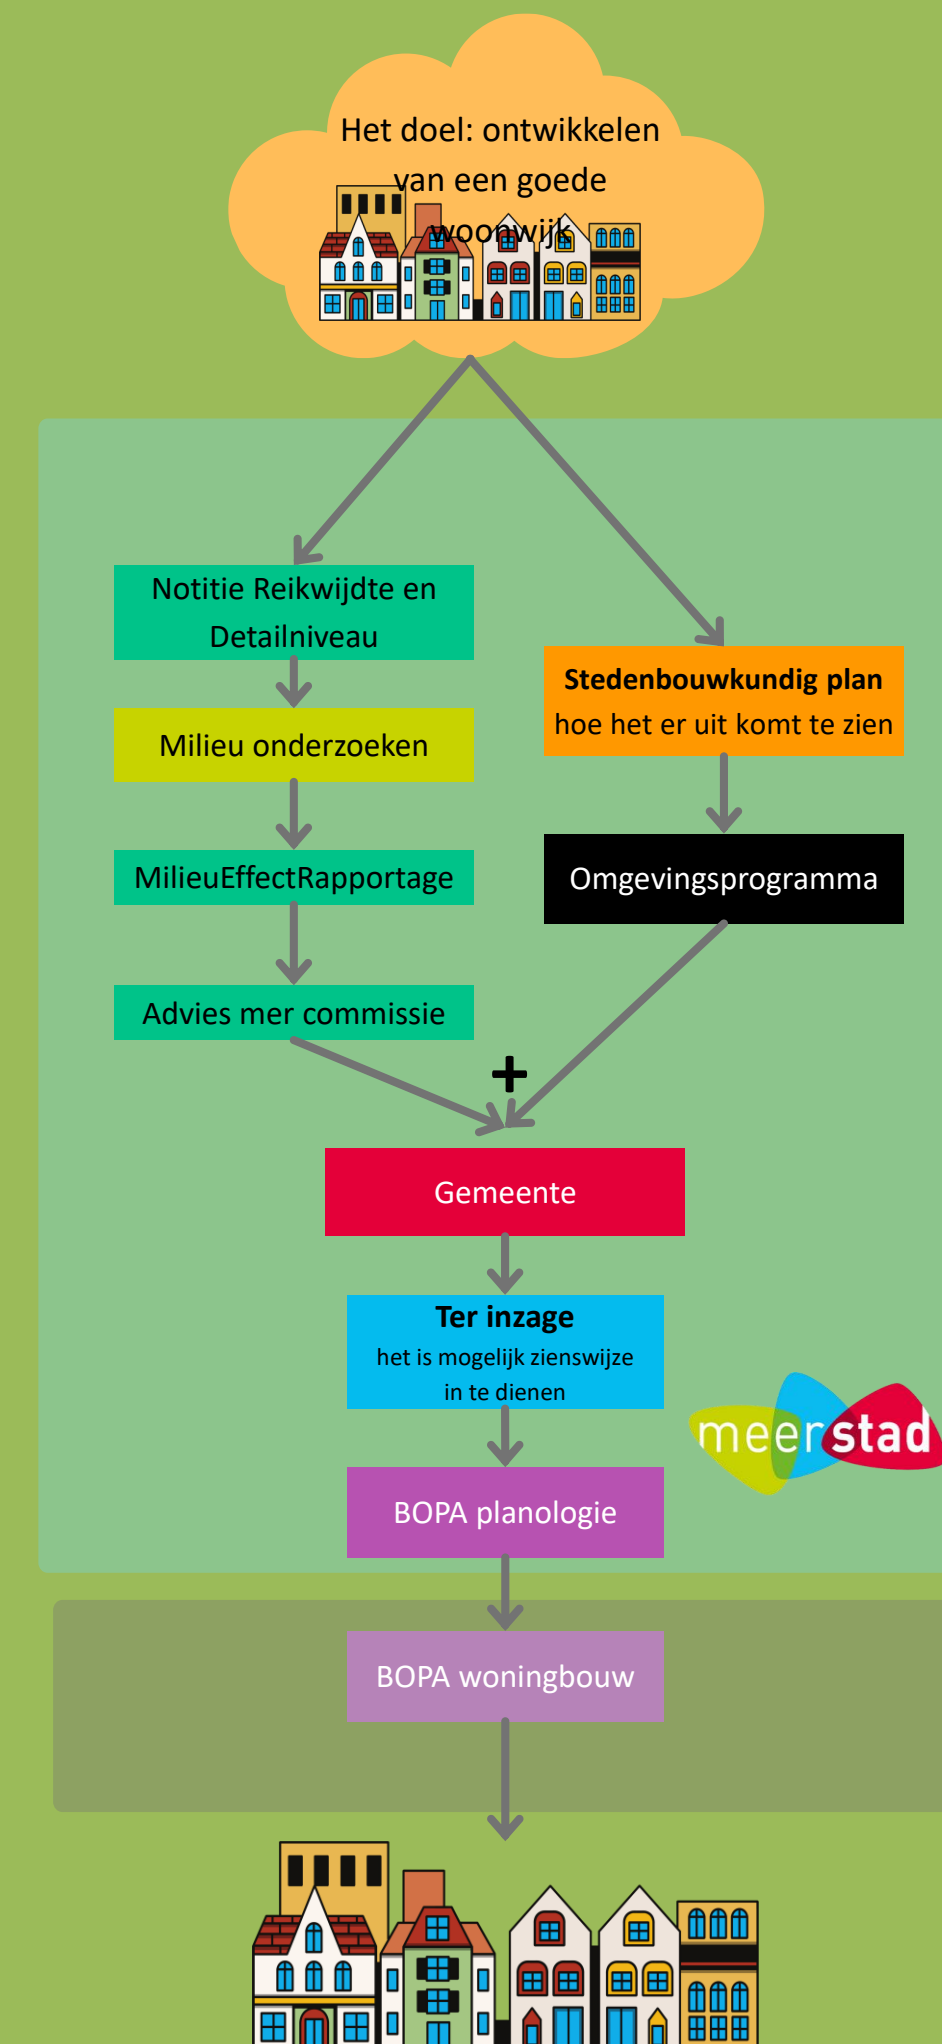 Het doel: ontwikkelen
van een goede
woonwijk
Notitie Reikwijdte en
Detailniveau
Milieu onderzoeken
MilieuEffectRapportage
Advies mer commissie
Stedenbouwkundig plan
hoe het er uit komt te zien
Omgevingsprogramma
+
Gemeente
Ter inzage
het is mogelijk zienswijze
in te dienen
meerstad
BOPA planologie
BOPA woningbouw